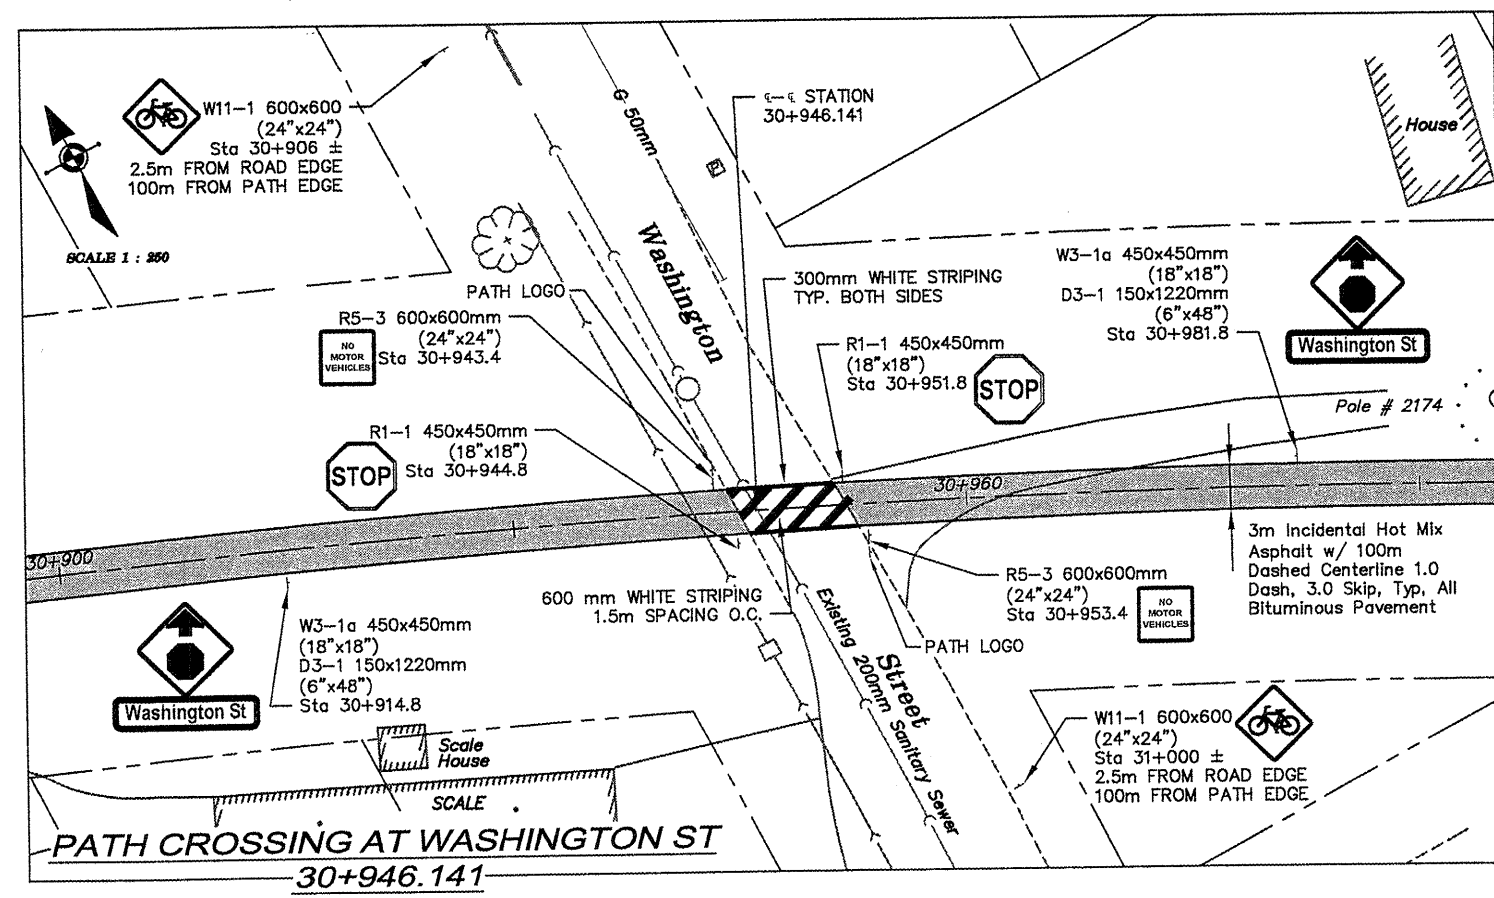 W11-1 600x600
(24"x24")
Sta 30+906 ±
2.5m FROM ROAD EDGE
100m FROM PATH EDGE
SCALE 1 : 250
G 50mm
℄-℄ STATION
30+946.141
House
Washington
PATH LOGO
R5-3 600x600mm
(24"x24")
Sta 30+943.4
NO
MOTOR
VEHICLES
300mm WHITE STRIPING
TYP. BOTH SIDES
W3-1a 450x450mm
(18"x18")
D3-1 150x1220mm
(6"x48")
Sta 30+981.8
Washington St
R1-1 450x450mm
(18"x18")
Sta 30+951.8
STOP
Pole # 2174
R1-1 450x450mm
(18"x18")
Sta 30+944.8
STOP
30+960
30+900
3m Incidental Hot Mix
Asphalt w/ 100m
Dashed Centerline 1.0
Dash, 3.0 Skip, Typ, All
Bituminous Pavement
600 mm WHITE STRIPING
1.5m SPACING O.C.
R5-3 600x600mm
(24"x24")
Sta 30+953.4
NO
MOTOR
VEHICLES
PATH LOGO
Existing
200mm Sanitary Sewer
Street
W3-1a 450x450mm
(18"x18")
D3-1 150x1220mm
(6"x48")
Sta 30+914.8
Washington St
W11-1 600x600
(24"x24")
Sta 31+000 ±
2.5m FROM ROAD EDGE
100m FROM PATH EDGE
Scale
House
SCALE
PATH CROSSING AT WASHINGTON ST
30+946.141